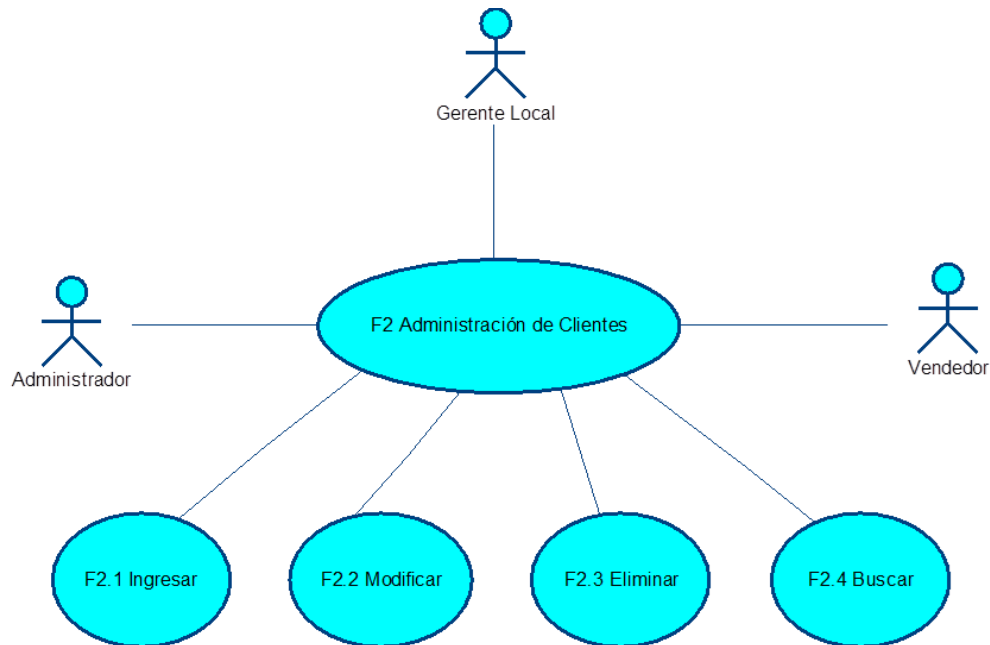 Gerente Local
F2 Administración de Clientes
Administrador
Vendedor
F2.1 Ingresar
F2.2 Modificar
F2.3 Eliminar
F2.4 Buscar